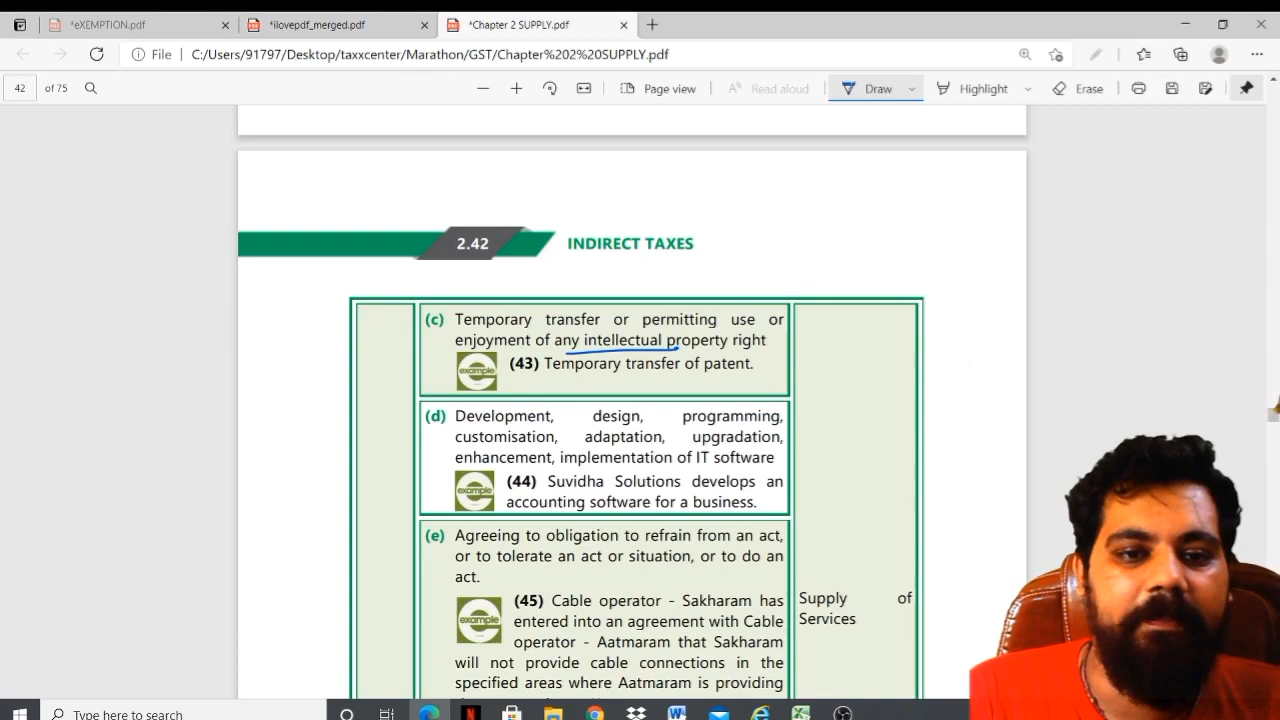 *eXEMPTION.pdf
*ilovepdf_merged.pdf
*Chapter 2 SUPPLY.pdf
File
C:/Users/91797/Desktop/taxxcenter/Marathon/GST/Chapter%202%20SUPPLY.pdf
42
of 75
Page view
Read aloud
Draw
Highlight
Erase
2.42
INDIRECT TAXES
(c) Temporary transfer or permitting use or
enjoyment of any intellectual property right
example
(43) Temporary transfer of patent.
(d) Development, design, programming,
customisation, adaptation, upgradation,
enhancement, implementation of IT software
example
(44) Suvidha Solutions develops an
accounting software for a business.
(e) Agreeing to obligation to refrain from an act,
or to tolerate an act or situation, or to do an
act.
example
(45) Cable operator - Sakharam has
entered into an agreement with Cable
operator - Aatmaram that Sakharam
will not provide cable connections in the
specified areas where Aatmaram is providing
Supply of
Services
Type here to search